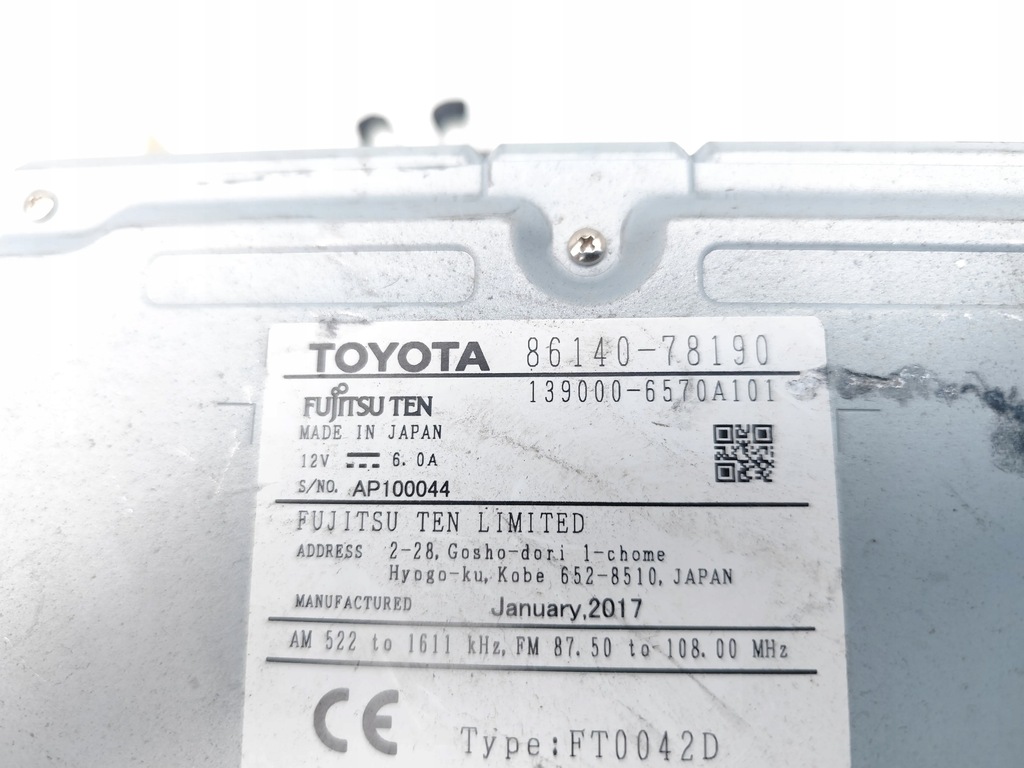 TOYOTA 86140-78190
139000-6570A101
FUJITSU TEN
MADE IN JAPAN
12V 6.0A
S/NO. AP100044
FUJITSU TEN LIMITED
ADDRESS 2-28, Gosho-dori 1-chome
Hyogo-ku, Kobe 652-8510, JAPAN
MANUFACTURED January,2017
AM 522 to 1611 kHz, FM 87.50 to 108.00 MHz
CE Type:FT0042D